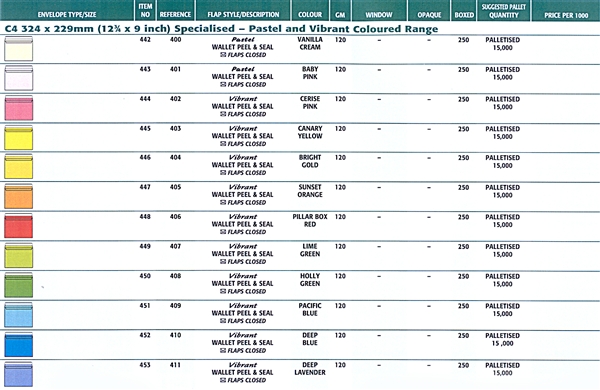 ENVELOPE TYPE/SIZE ITEM NO REFERENCE FLAP STYLE/DESCRIPTION COLOUR GM WINDOW OPAQUE BOXED SUGGESTED PALLET QUANTITY PRICE PER 1000
C4 324 x 229mm (12¾ x 9 inch) Specialised – Pastel and Vibrant Coloured Range
442 400 Pastel VANILLA 120 – – 250 PALLETISED
WALLET PEEL & SEAL CREAM 15,000
☒ FLAPS CLOSED
443 401 Pastel BABY 120 – – 250 PALLETISED
WALLET PEEL & SEAL PINK 15,000
☒ FLAPS CLOSED
444 402 Vibrant CERISE 120 – – 250 PALLETISED
WALLET PEEL & SEAL PINK 15,000
☒ FLAPS CLOSED
445 403 Vibrant CANARY 120 – – 250 PALLETISED
WALLET PEEL & SEAL YELLOW 15,000
☒ FLAPS CLOSED
446 404 Vibrant BRIGHT 120 – – 250 PALLETISED
WALLET PEEL & SEAL GOLD 15,000
☒ FLAPS CLOSED
447 405 Vibrant SUNSET 120 – – 250 PALLETISED
WALLET PEEL & SEAL ORANGE 15,000
☒ FLAPS CLOSED
448 406 Vibrant PILLAR BOX 120 – – 250 PALLETISED
WALLET PEEL & SEAL RED 15,000
☒ FLAPS CLOSED
449 407 Vibrant LIME 120 – – 250 PALLETISED
WALLET PEEL & SEAL GREEN 15,000
☒ FLAPS CLOSED
450 408 Vibrant HOLLY 120 – – 250 PALLETISED
WALLET PEEL & SEAL GREEN 15,000
☒ FLAPS CLOSED
451 409 Vibrant PACIFIC 120 – – 250 PALLETISED
WALLET PEEL & SEAL BLUE 15,000
☒ FLAPS CLOSED
452 410 Vibrant DEEP 120 – – 250 PALLETISED
WALLET PEEL & SEAL BLUE 15 ,000
☒ FLAPS CLOSED
453 411 Vibrant DEEP 120 – – 250 PALLETISED
WALLET PEEL & SEAL LAVENDER 15,000
☒ FLAPS CLOSED